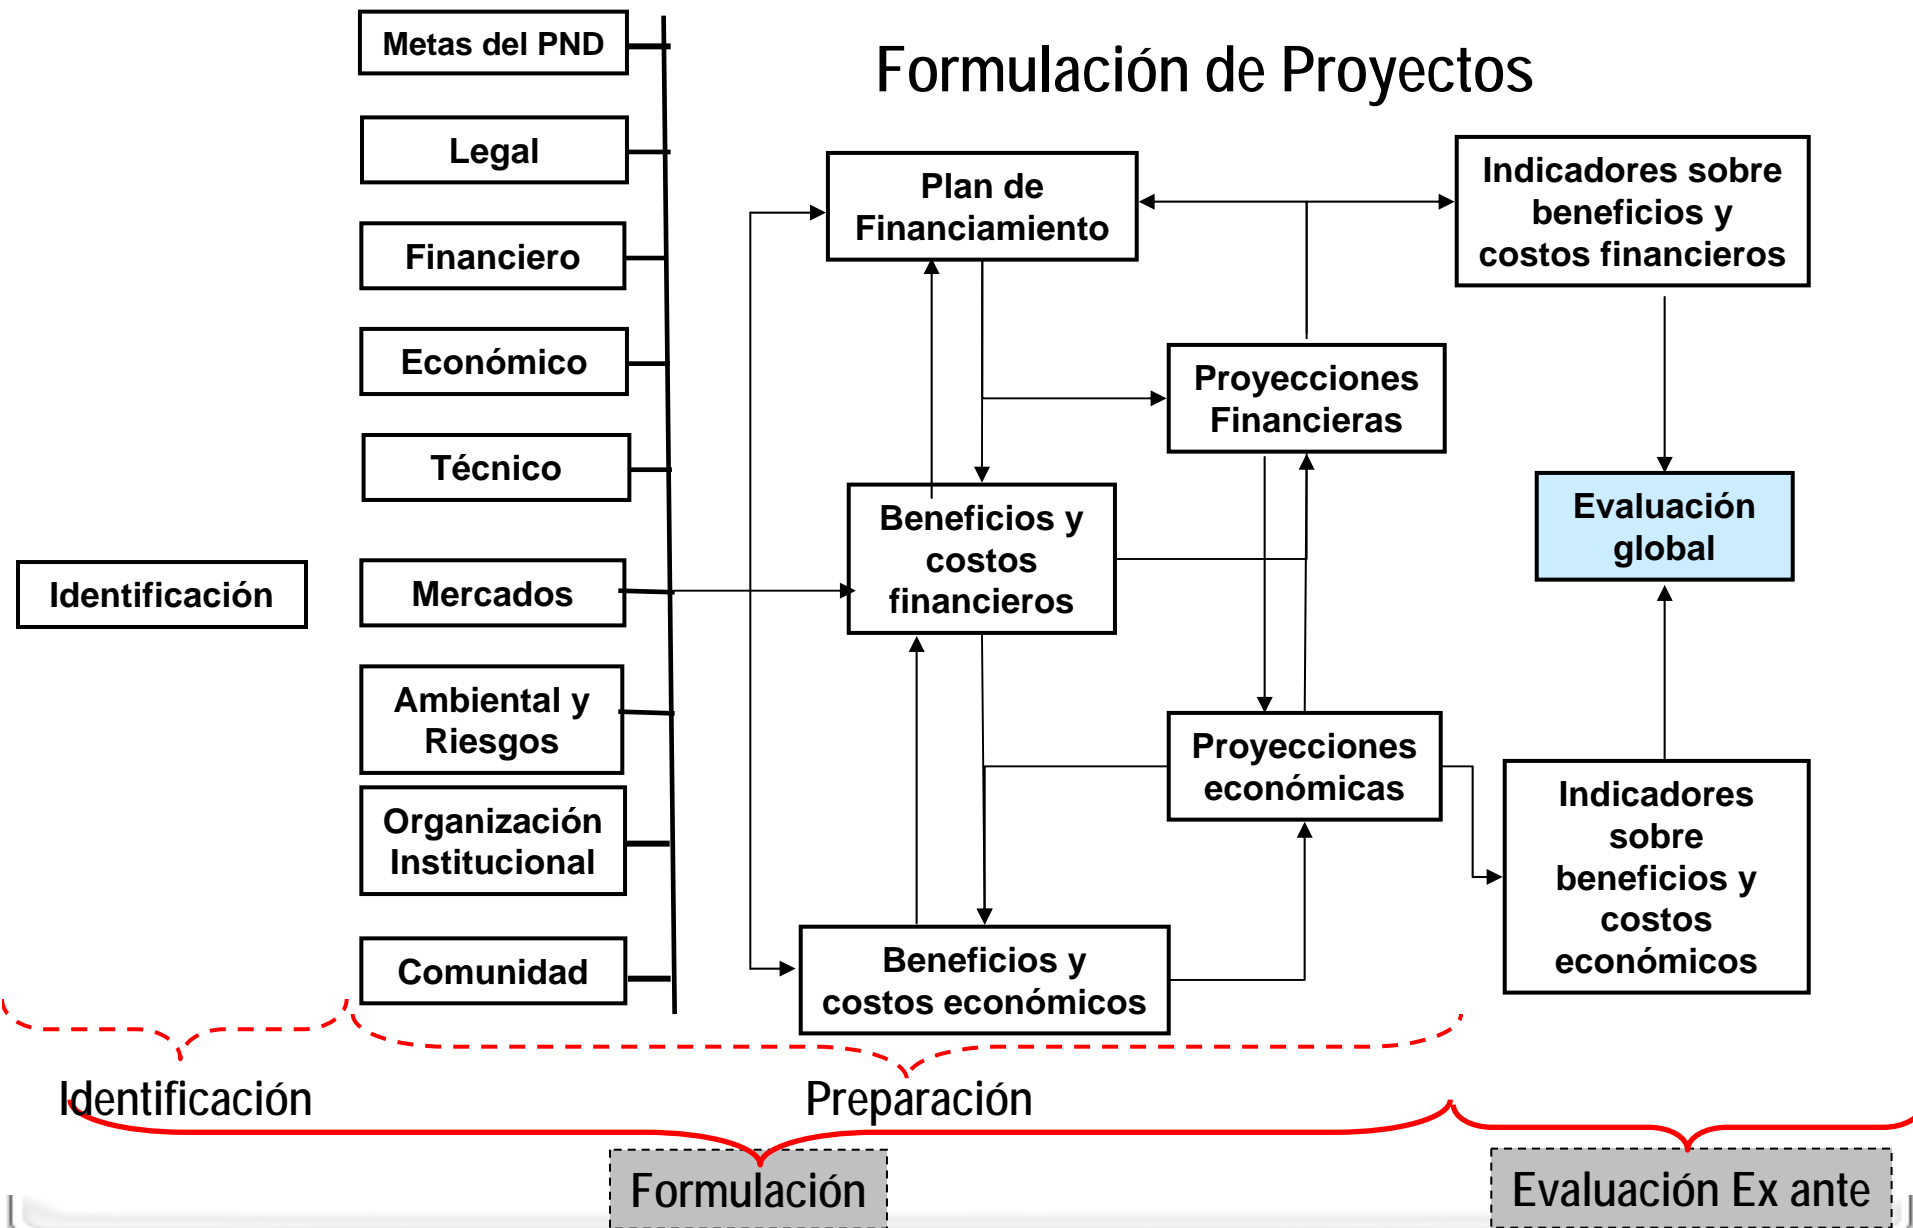 Formulación de Proyectos
Identificación
Metas del PND
Legal
Financiero
Económico
Técnico
Mercados
Ambiental y
Riesgos
Organización
Institucional
Comunidad
Plan de
Financiamiento
Beneficios y
costos
financieros
Beneficios y
costos económicos
Proyecciones
Financieras
Proyecciones
económicas
Indicadores sobre
beneficios y
costos financieros
Evaluación
global
Indicadores
sobre
beneficios y
costos
económicos
Identificación
Preparación
Formulación
Evaluación Ex ante